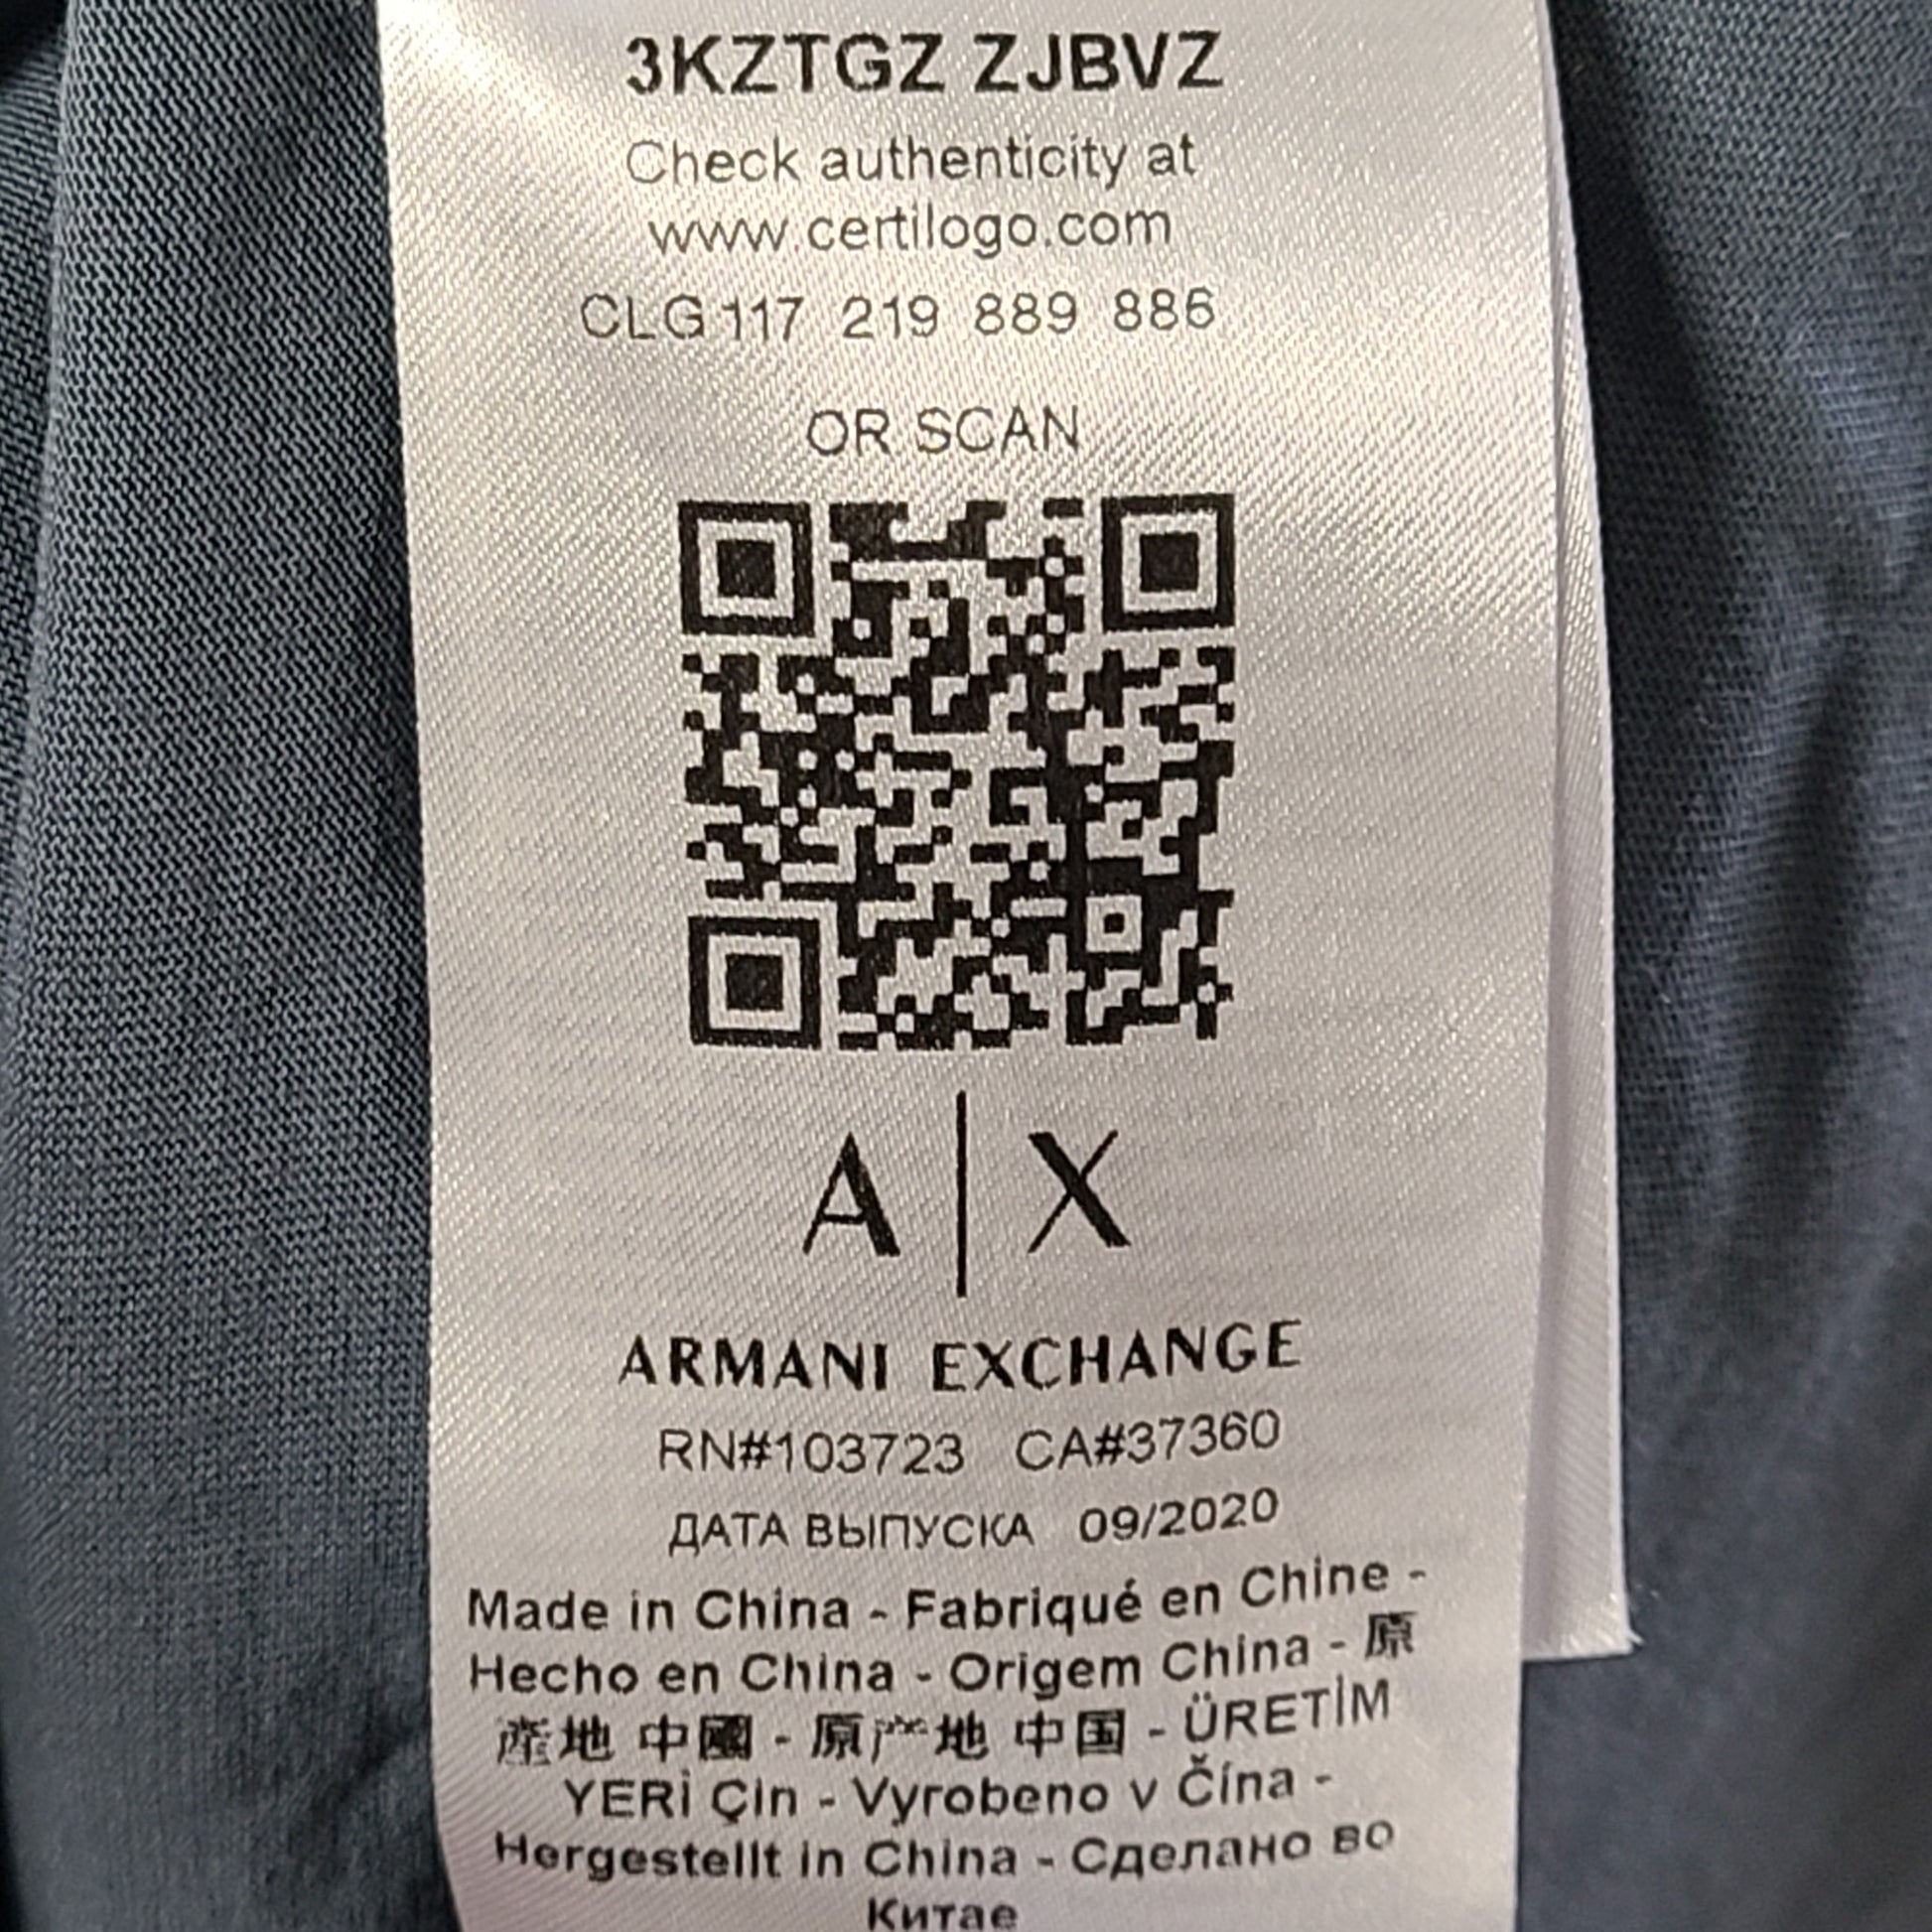 3KZTGZ ZJBVZ
Check authenticity at
www.certilogo.com
CLG 117 219 889 886
OR SCAN
A|X
ARMANI EXCHANGE
RN#103723 CA#37360
ДАТА ВЫПУСКА 09/2020
Made in China - Fabriqué en Chine -
Hecho en China - Origem China - 原
産地 中國 - 原产地 中国 - ÜRETİM
YERİ Çin - Vyrobeno v Čína -
Hergestellt in China - Сделано во
Китае